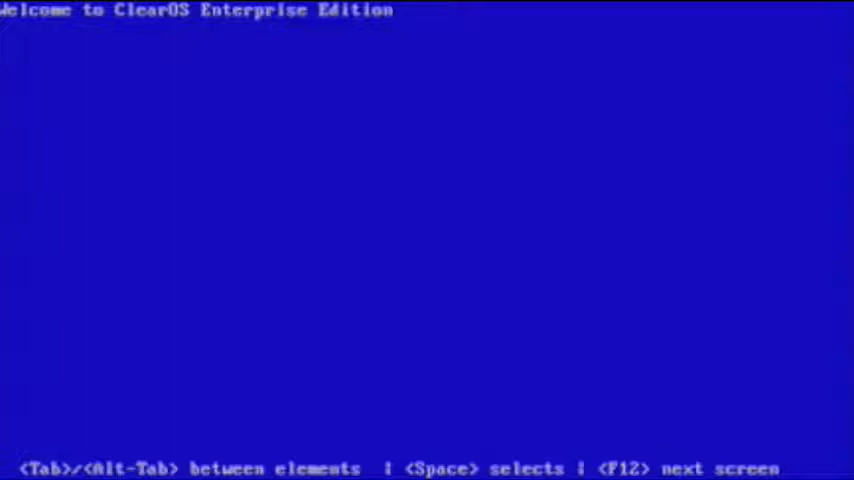 Welcome to ClearOS Enterprise Edition
<Tab>/<Alt-Tab> between elements | <Space> selects | <F12> next screen